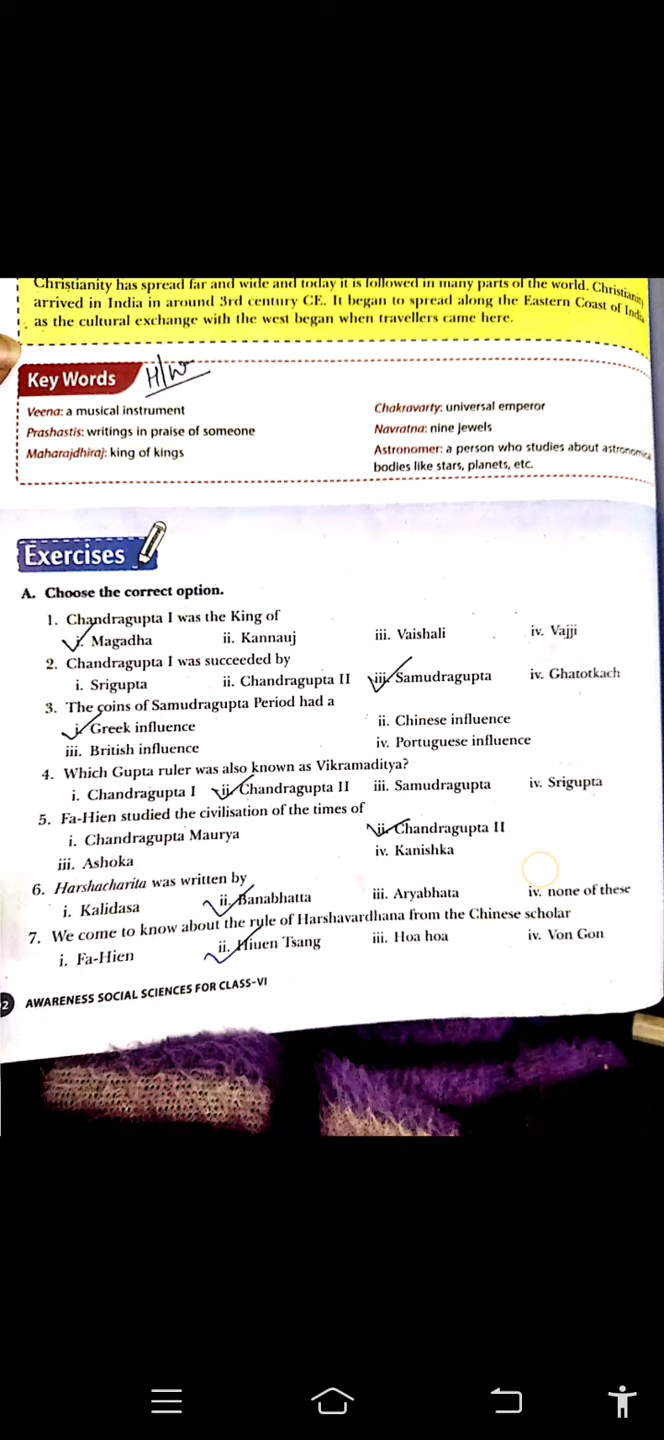 Christianity has spread far and wide and today it is followed in many parts of the world. Christianity
arrived in India in around 3rd century CE. It began to spread along the Eastern Coast of India
as the cultural exchange with the west began when travellers came here.
Key Words H/W
Veena: a musical instrument
Prashastis: writings in praise of someone
Maharajdhiraj: king of kings
Chakravarty: universal emperor
Navratna: nine jewels
Astronomer: a person who studies about astronomical
bodies like stars, planets, etc.
Exercises
A. Choose the correct option.
1. Chandragupta I was the King of
i. Magadha ii. Kannauj iii. Vaishali iv. Vajji
2. Chandragupta I was succeeded by
i. Srigupta ii. Chandragupta II iii. Samudragupta iv. Ghatotkach
3. The coins of Samudragupta Period had a
i. Greek influence ii. Chinese influence
iii. British influence iv. Portuguese influence
4. Which Gupta ruler was also known as Vikramaditya?
i. Chandragupta I ii. Chandragupta II iii. Samudragupta iv. Srigupta
5. Fa-Hien studied the civilisation of the times of
i. Chandragupta Maurya ii. Chandragupta II
iii. Ashoka iv. Kanishka
6. Harshacharita was written by
i. Kalidasa ii. Banabhatta iii. Aryabhata iv. none of these
7. We come to know about the rule of Harshavardhana from the Chinese scholar
i. Fa-Hien ii. Hiuen Tsang iii. Hoa hoa iv. Von Gon
2 AWARENESS SOCIAL SCIENCES FOR CLASS-VI